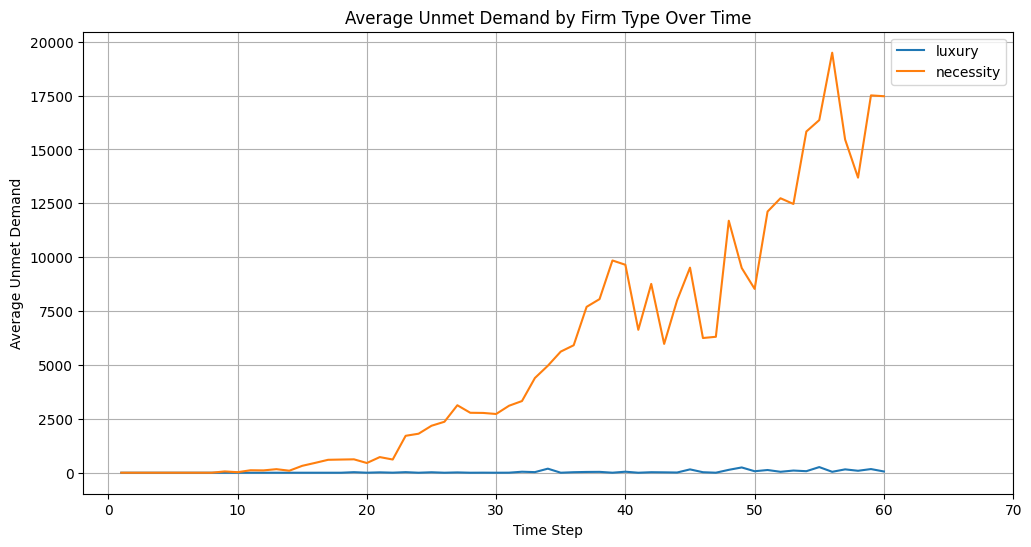 Average Unmet Demand by Firm Type Over Time
luxury
necessity
Average Unmet Demand
20000
17500
15000
12500
10000
7500
5000
2500
0
0 10 20 30 40 50 60 70
Time Step